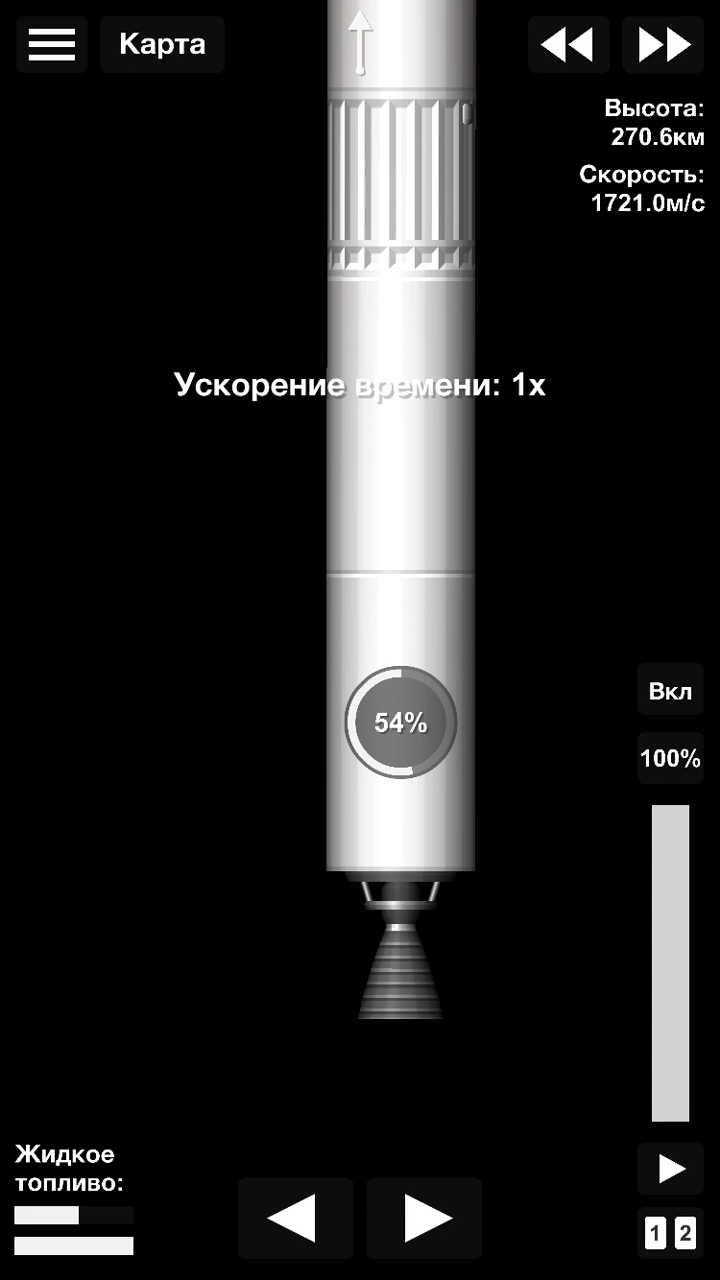 Карта
Высота:
270.6км
Скорость:
1721.0м/с
Ускорение времени: 1x
54%
Вкл
100%
Жидкое
топливо:
1 2